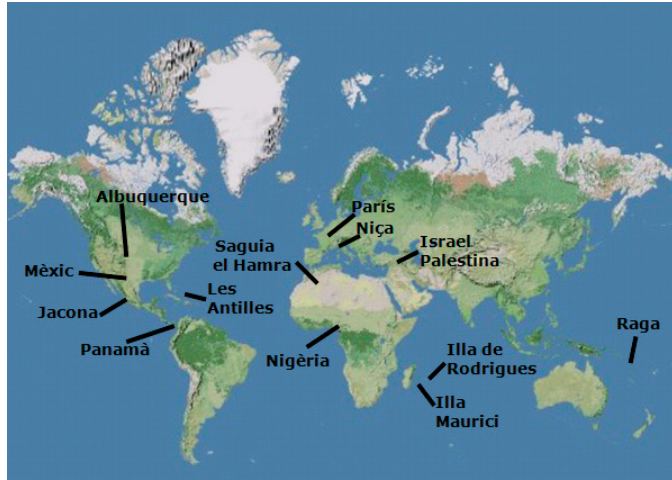 Albuquerque
París
Niça
Saguia
el Hamra
Israel
Palestina
Mèxic
Les
Antilles
Jacona
Panamà
Nigèria
Raga
Illa de
Rodrigues
Illa
Maurici